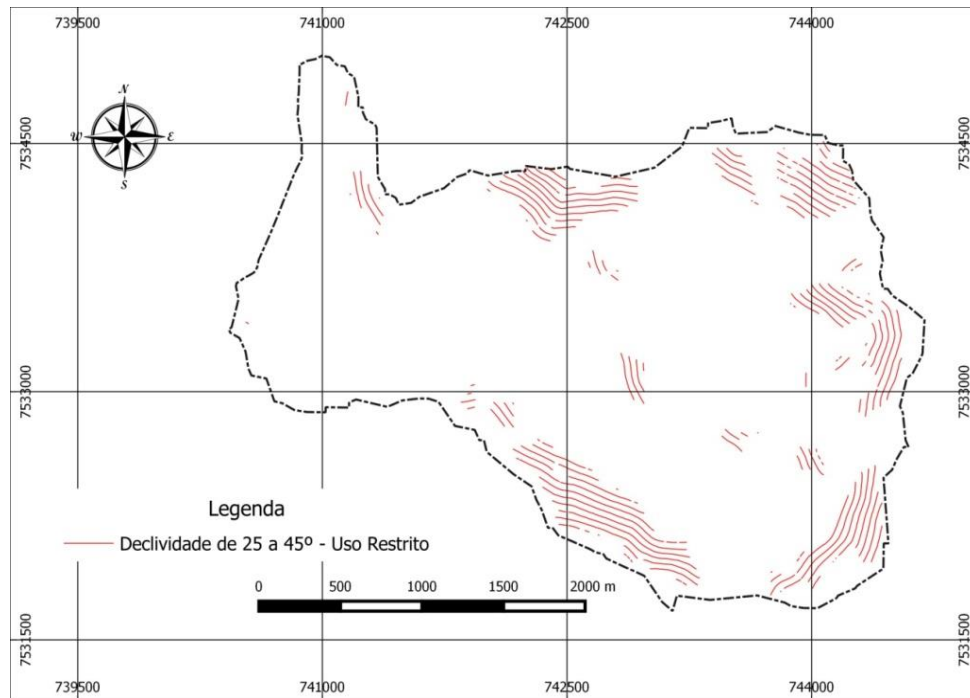 739500 741000 742500 744000
N
W E
S
7534500 7534500
7533000 7533000
Legenda
Declividade de 25 a 45º - Uso Restrito
0 500 1000 1500 2000 m
7531500 7531500
739500 741000 742500 744000